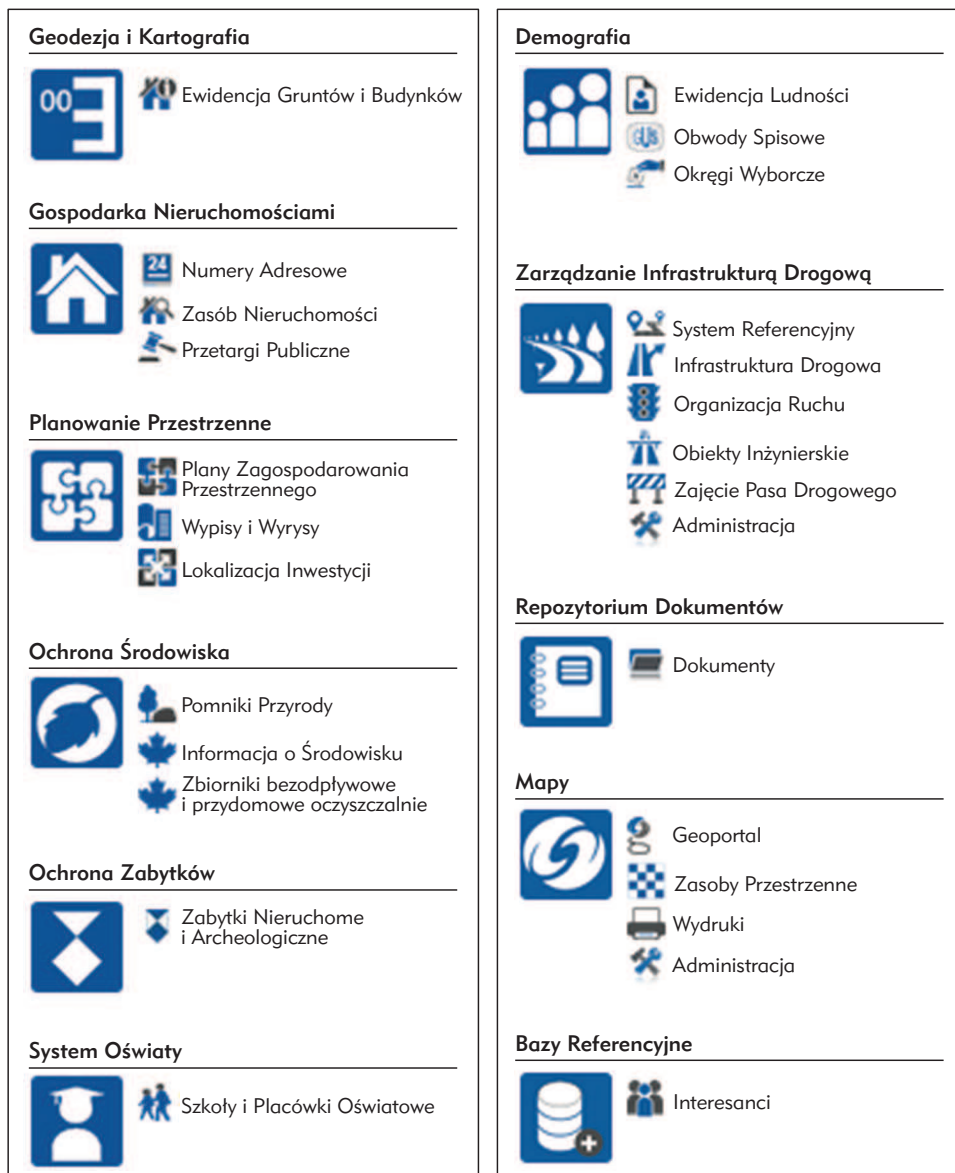 Geodezja i Kartografia
00
Ewidencja Gruntów i Budynków
Gospodarka Nieruchomościami
24
Numery Adresowe
Zasób Nieruchomości
Przetargi Publiczne
Planowanie Przestrzenne
Plany Zagospodarowania
Przestrzennego
Wypisy i Wyrysy
Lokalizacja Inwestycji
Ochrona Środowiska
Pomniki Przyrody
Informacja o Środowisku
Zbiorniki bezodpływowe
i przydomowe oczyszczalnie
Ochrona Zabytków
Zabytki Nieruchome
i Archeologiczne
System Oświaty
Szkoły i Placówki Oświatowe
Demografia
Ewidencja Ludności
GUS
Obwody Spisowe
Okręgi Wyborcze
Zarządzanie Infrastrukturą Drogową
System Referencyjny
Infrastruktura Drogowa
Organizacja Ruchu
Obiekty Inżynierskie
Zajęcie Pasa Drogowego
Administracja
Repozytorium Dokumentów
Dokumenty
Mapy
Geoportal
Zasoby Przestrzenne
Wydruki
Administracja
Bazy Referencyjne
Interesanci